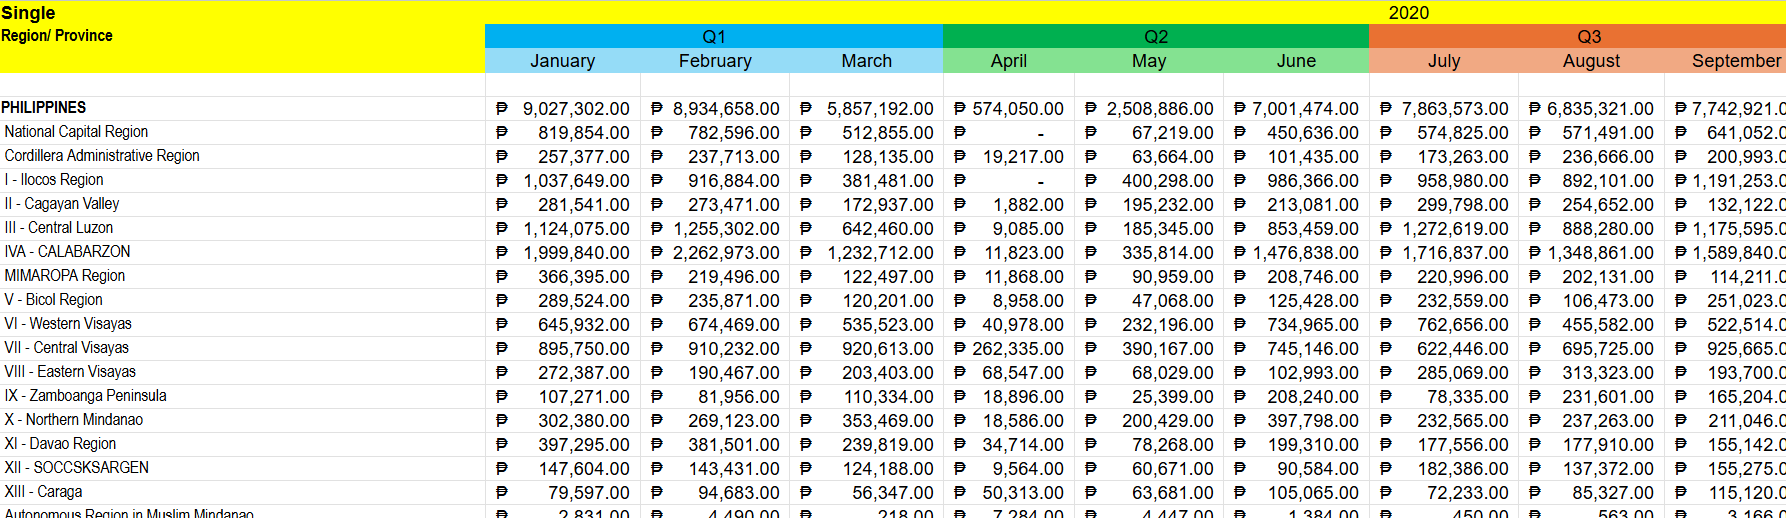 Single 2020
Region/ Province Q1 Q2 Q3
January February March April May June July August September
PHILIPPINES ₱ 9,027,302.00 ₱ 8,934,658.00 ₱ 5,857,192.00 ₱ 574,050.00 ₱ 2,508,886.00 ₱ 7,001,474.00 ₱ 7,863,573.00 ₱ 6,835,321.00 ₱ 7,742,921.0
National Capital Region ₱ 819,854.00 ₱ 782,596.00 ₱ 512,855.00 ₱ - ₱ 67,219.00 ₱ 450,636.00 ₱ 574,825.00 ₱ 571,491.00 ₱ 641,052.0
Cordillera Administrative Region ₱ 257,377.00 ₱ 237,713.00 ₱ 128,135.00 ₱ 19,217.00 ₱ 63,664.00 ₱ 101,435.00 ₱ 173,263.00 ₱ 236,666.00 ₱ 200,993.0
I - Ilocos Region ₱ 1,037,649.00 ₱ 916,884.00 ₱ 381,481.00 ₱ - ₱ 400,298.00 ₱ 986,366.00 ₱ 958,980.00 ₱ 892,101.00 ₱ 1,191,253.0
II - Cagayan Valley ₱ 281,541.00 ₱ 273,471.00 ₱ 172,937.00 ₱ 1,882.00 ₱ 195,232.00 ₱ 213,081.00 ₱ 299,798.00 ₱ 254,652.00 ₱ 132,122.0
III - Central Luzon ₱ 1,124,075.00 ₱ 1,255,302.00 ₱ 642,460.00 ₱ 9,085.00 ₱ 185,345.00 ₱ 853,459.00 ₱ 1,272,619.00 ₱ 888,280.00 ₱ 1,175,595.0
IVA - CALABARZON ₱ 1,999,840.00 ₱ 2,262,973.00 ₱ 1,232,712.00 ₱ 11,823.00 ₱ 335,814.00 ₱ 1,476,838.00 ₱ 1,716,837.00 ₱ 1,348,861.00 ₱ 1,589,840.0
MIMAROPA Region ₱ 366,395.00 ₱ 219,496.00 ₱ 122,497.00 ₱ 11,868.00 ₱ 90,959.00 ₱ 208,746.00 ₱ 220,996.00 ₱ 202,131.00 ₱ 114,211.0
V - Bicol Region ₱ 289,524.00 ₱ 235,871.00 ₱ 120,201.00 ₱ 8,958.00 ₱ 47,068.00 ₱ 125,428.00 ₱ 232,559.00 ₱ 106,473.00 ₱ 251,023.0
VI - Western Visayas ₱ 645,932.00 ₱ 674,469.00 ₱ 535,523.00 ₱ 40,978.00 ₱ 232,196.00 ₱ 734,965.00 ₱ 762,656.00 ₱ 455,582.00 ₱ 522,514.0
VII - Central Visayas ₱ 895,750.00 ₱ 910,232.00 ₱ 920,613.00 ₱ 262,335.00 ₱ 390,167.00 ₱ 745,146.00 ₱ 622,446.00 ₱ 695,725.00 ₱ 925,665.0
VIII - Eastern Visayas ₱ 272,387.00 ₱ 190,467.00 ₱ 203,403.00 ₱ 68,547.00 ₱ 68,029.00 ₱ 102,993.00 ₱ 285,069.00 ₱ 313,323.00 ₱ 193,700.0
IX - Zamboanga Peninsula ₱ 107,271.00 ₱ 81,956.00 ₱ 110,334.00 ₱ 18,896.00 ₱ 25,399.00 ₱ 208,240.00 ₱ 78,335.00 ₱ 231,601.00 ₱ 165,204.0
X - Northern Mindanao ₱ 302,380.00 ₱ 269,123.00 ₱ 353,469.00 ₱ 18,586.00 ₱ 200,429.00 ₱ 397,798.00 ₱ 232,565.00 ₱ 237,263.00 ₱ 211,046.0
XI - Davao Region ₱ 397,295.00 ₱ 381,501.00 ₱ 239,819.00 ₱ 34,714.00 ₱ 78,268.00 ₱ 199,310.00 ₱ 177,556.00 ₱ 177,910.00 ₱ 155,142.0
XII - SOCCSKSARGEN ₱ 147,604.00 ₱ 143,431.00 ₱ 124,188.00 ₱ 9,564.00 ₱ 60,671.00 ₱ 90,584.00 ₱ 182,386.00 ₱ 137,372.00 ₱ 155,275.0
XIII - Caraga ₱ 79,597.00 ₱ 94,683.00 ₱ 56,347.00 ₱ 50,313.00 ₱ 63,681.00 ₱ 105,065.00 ₱ 72,233.00 ₱ 85,327.00 ₱ 115,120.0
Autonomous Region in Muslim Mindanao ₱ 2,831.00 ₱ 4,490.00 ₱ 218.00 ₱ 7,284.00 ₱ 4,447.00 ₱ 1,384.00 ₱ 450.00 ₱ 563.00 ₱ 3,166.0